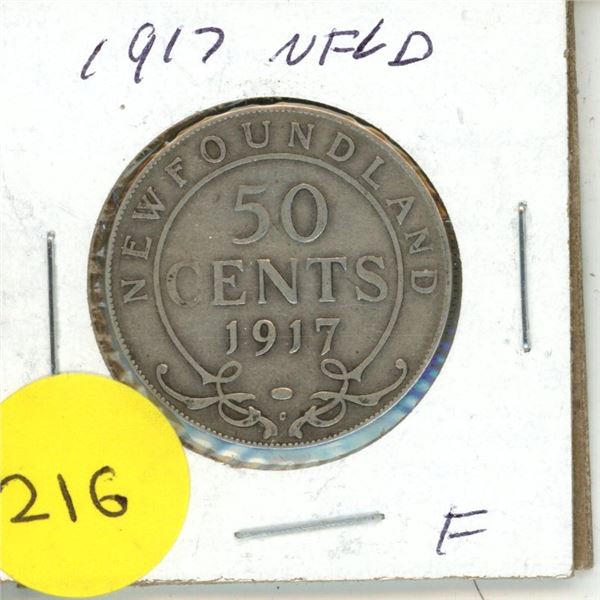 1917 NFLD
NEWFOUNDLAND
50
CENTS
1917
C
216
F